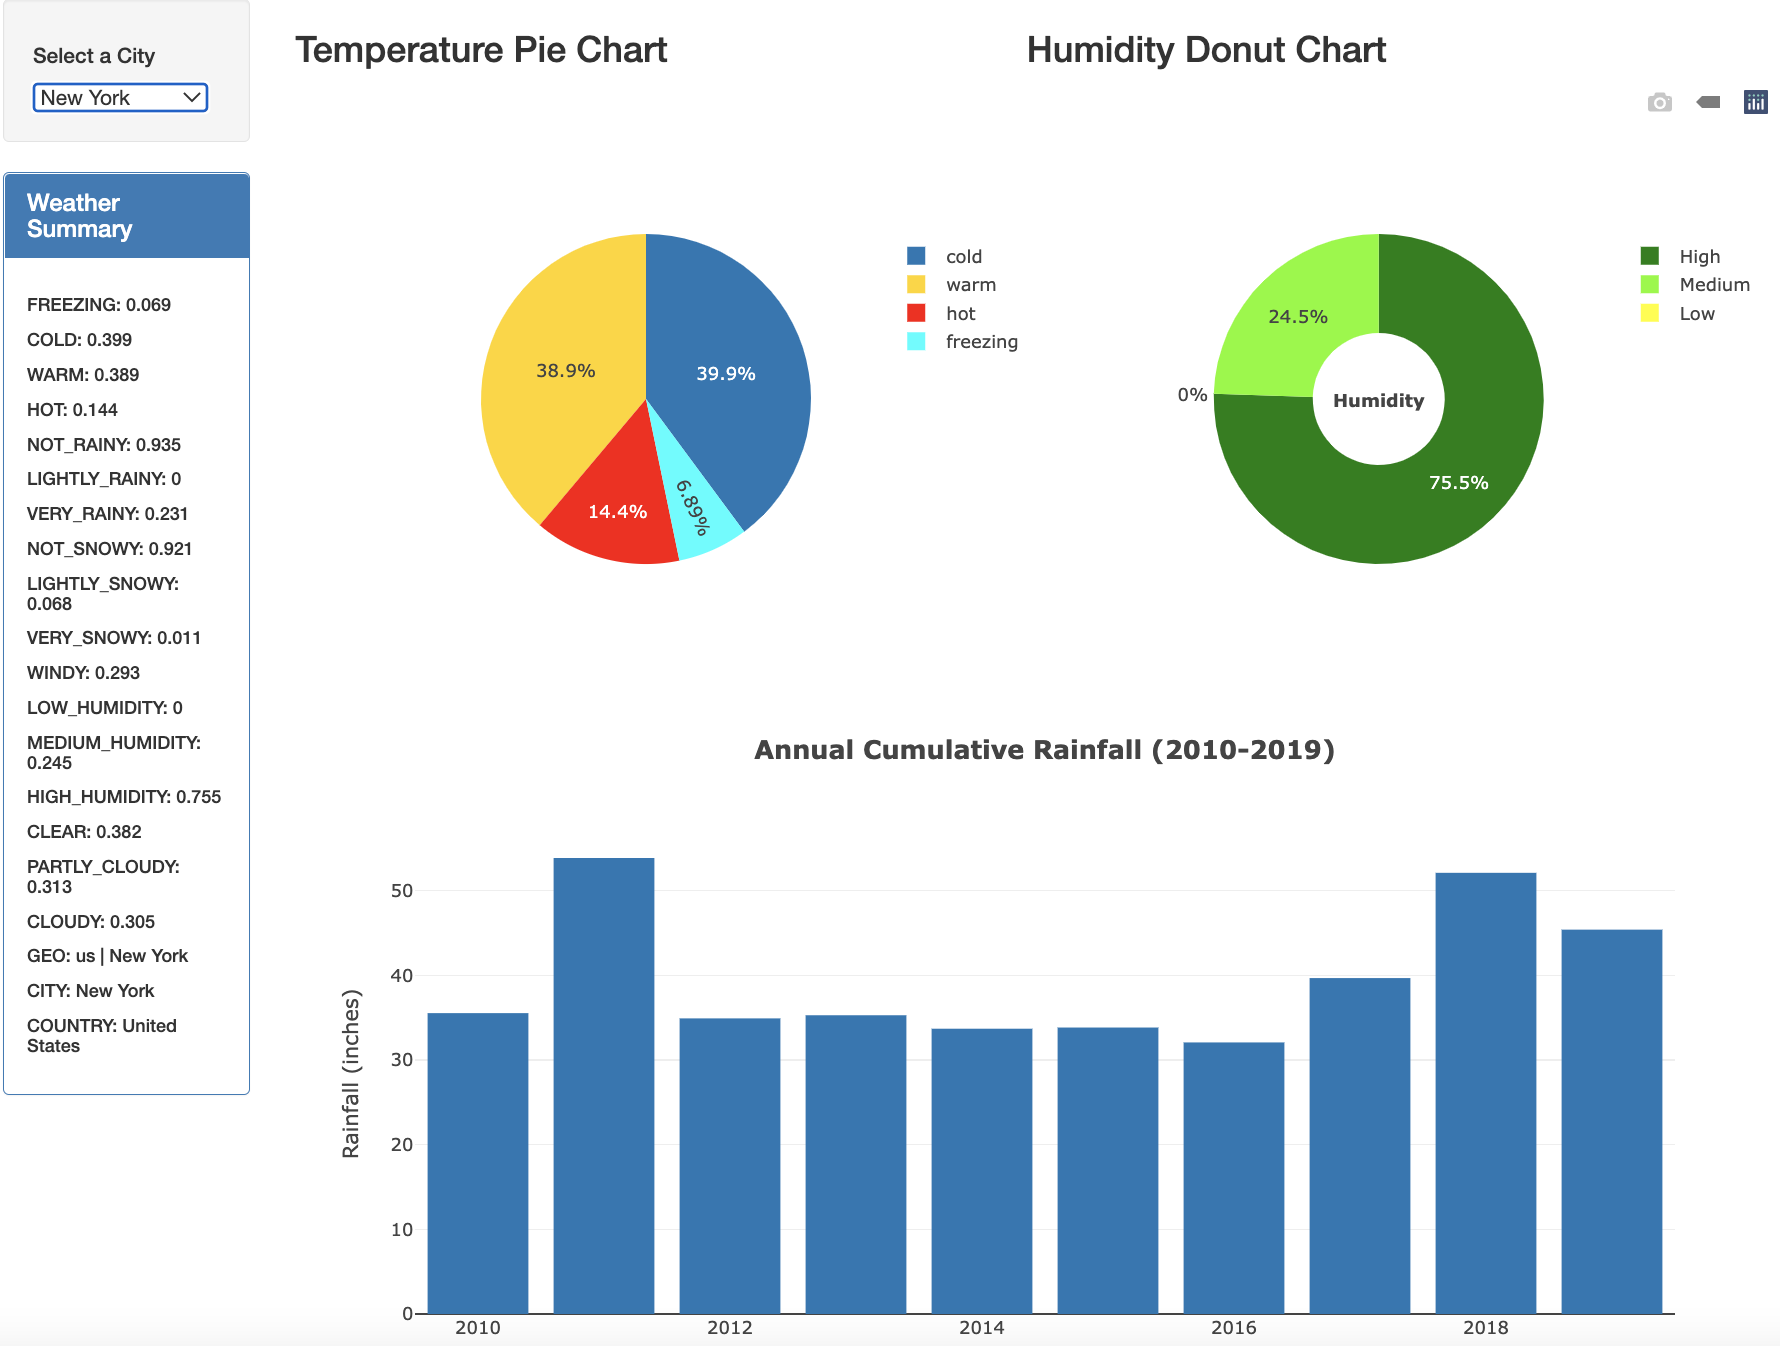 Select a City
New York
Weather
Summary
FREEZING: 0.069
COLD: 0.399
WARM: 0.389
HOT: 0.144
NOT_RAINY: 0.935
LIGHTLY_RAINY: 0
VERY_RAINY: 0.231
NOT_SNOWY: 0.921
LIGHTLY_SNOWY:
0.068
VERY_SNOWY: 0.011
WINDY: 0.293
LOW_HUMIDITY: 0
MEDIUM_HUMIDITY:
0.245
HIGH_HUMIDITY: 0.755
CLEAR: 0.382
PARTLY_CLOUDY:
0.313
CLOUDY: 0.305
GEO: us | New York
CITY: New York
COUNTRY: United
States
Temperature Pie Chart
38.9%
39.9%
14.4%
6.89%
cold
warm
hot
freezing
Humidity Donut Chart
24.5%
0%
Humidity
75.5%
High
Medium
Low
Annual Cumulative Rainfall (2010-2019)
Rainfall (inches)
50
40
30
20
10
0
2010 2012 2014 2016 2018